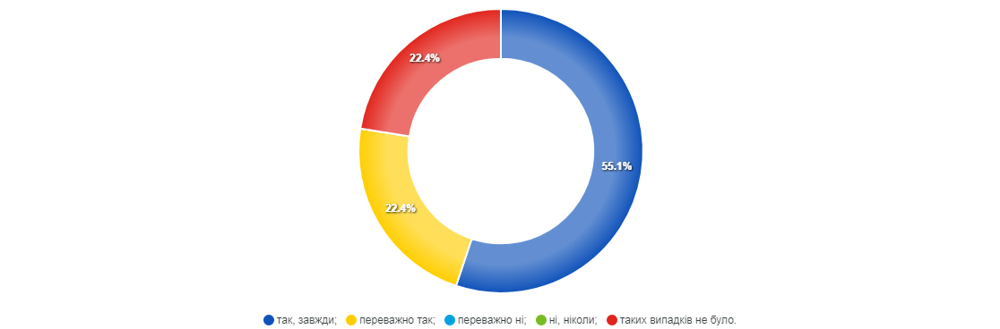 22.4%
55.1%
22.4%
так, завжди; переважно так; переважно ні; ні, ніколи; таких випадків не було.